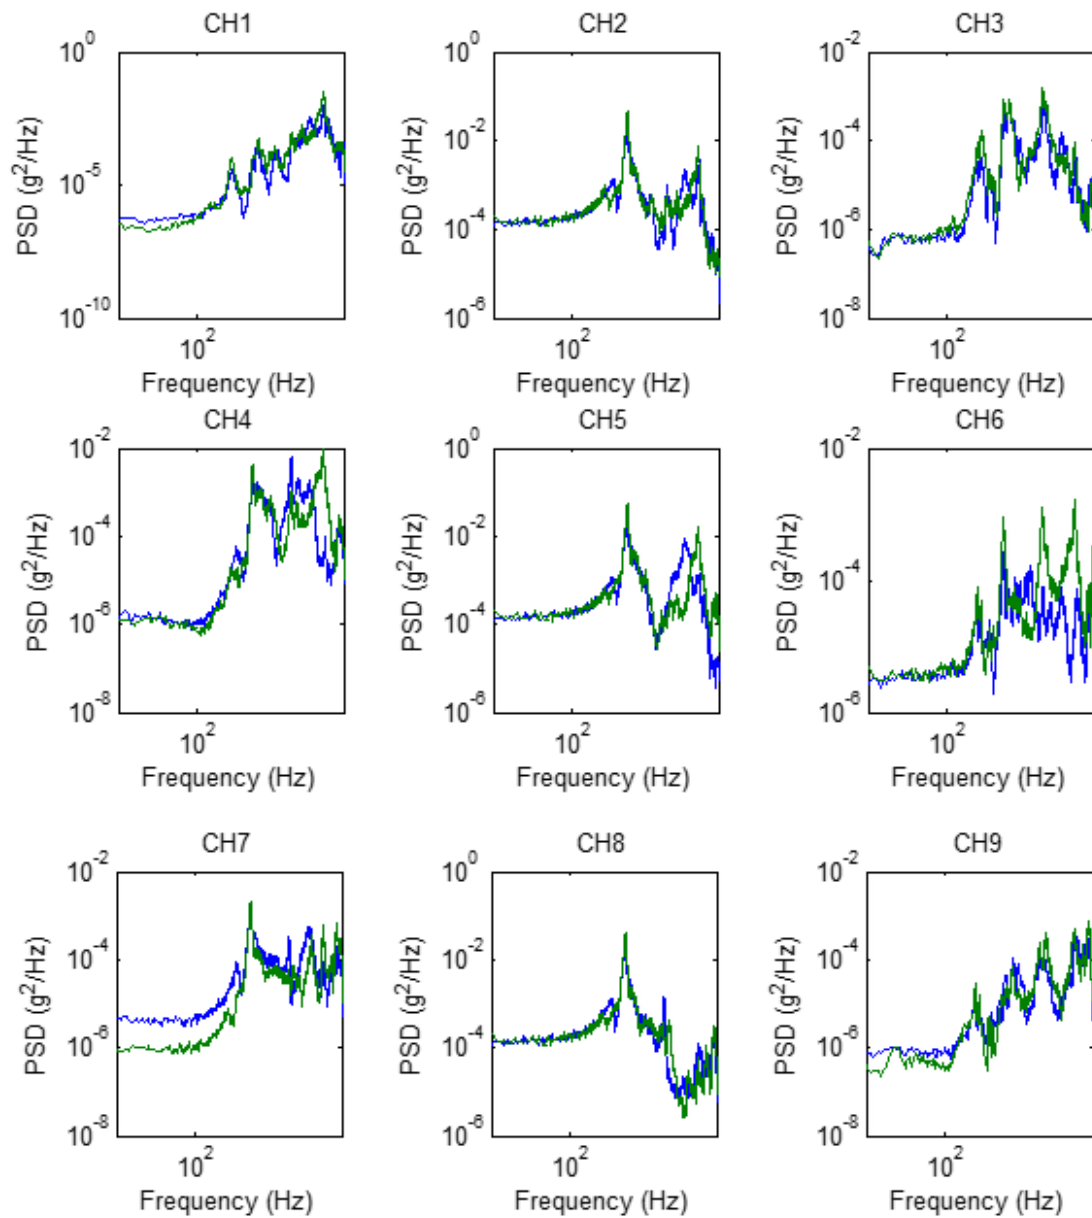 CH1
CH2
CH3
10^0
10^-5
10^-10
PSD (g^2/Hz)
10^2
Frequency (Hz)
10^0
10^-2
10^-4
10^-6
PSD (g^2/Hz)
10^2
Frequency (Hz)
10^-2
10^-4
10^-6
10^-8
PSD (g^2/Hz)
10^2
Frequency (Hz)
CH4
CH5
CH6
10^-2
10^-4
10^-6
10^-8
PSD (g^2/Hz)
10^2
Frequency (Hz)
10^0
10^-2
10^-4
10^-6
PSD (g^2/Hz)
10^2
Frequency (Hz)
10^-2
10^-4
10^-6
PSD (g^2/Hz)
10^2
Frequency (Hz)
CH7
CH8
CH9
10^-2
10^-4
10^-6
10^-8
PSD (g^2/Hz)
10^2
Frequency (Hz)
10^0
10^-2
10^-4
10^-6
PSD (g^2/Hz)
10^2
Frequency (Hz)
10^-2
10^-4
10^-6
10^-8
PSD (g^2/Hz)
10^2
Frequency (Hz)